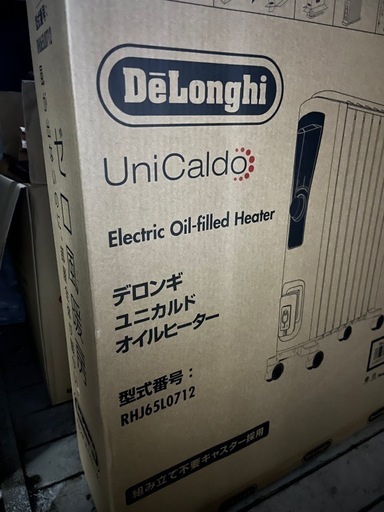 DeLonghi
UniCaldo
Electric Oil-filled Heater
デロンギ
ユニカルド
オイルヒーター
型式番号：
RHJ65L0712
組み立て不要キャスター採用